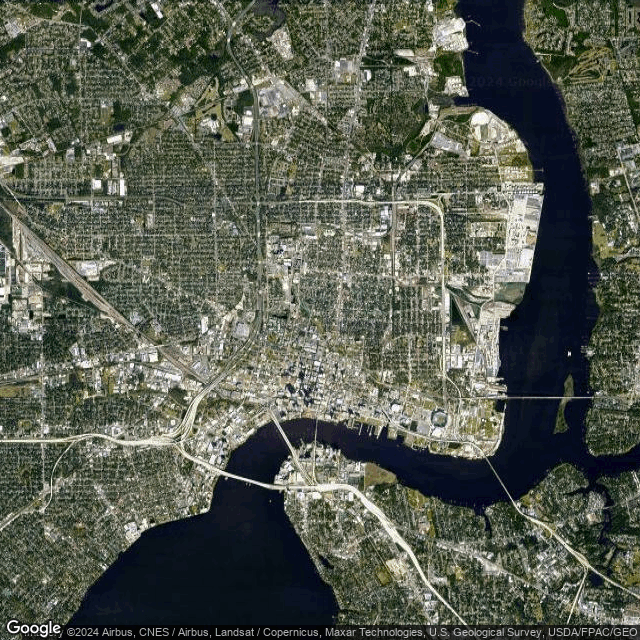 Google ©2024 Airbus, CNES / Airbus, Landsat / Copernicus, Maxar Technologies, U.S. Geological Survey, USDA/FPAC/GEO